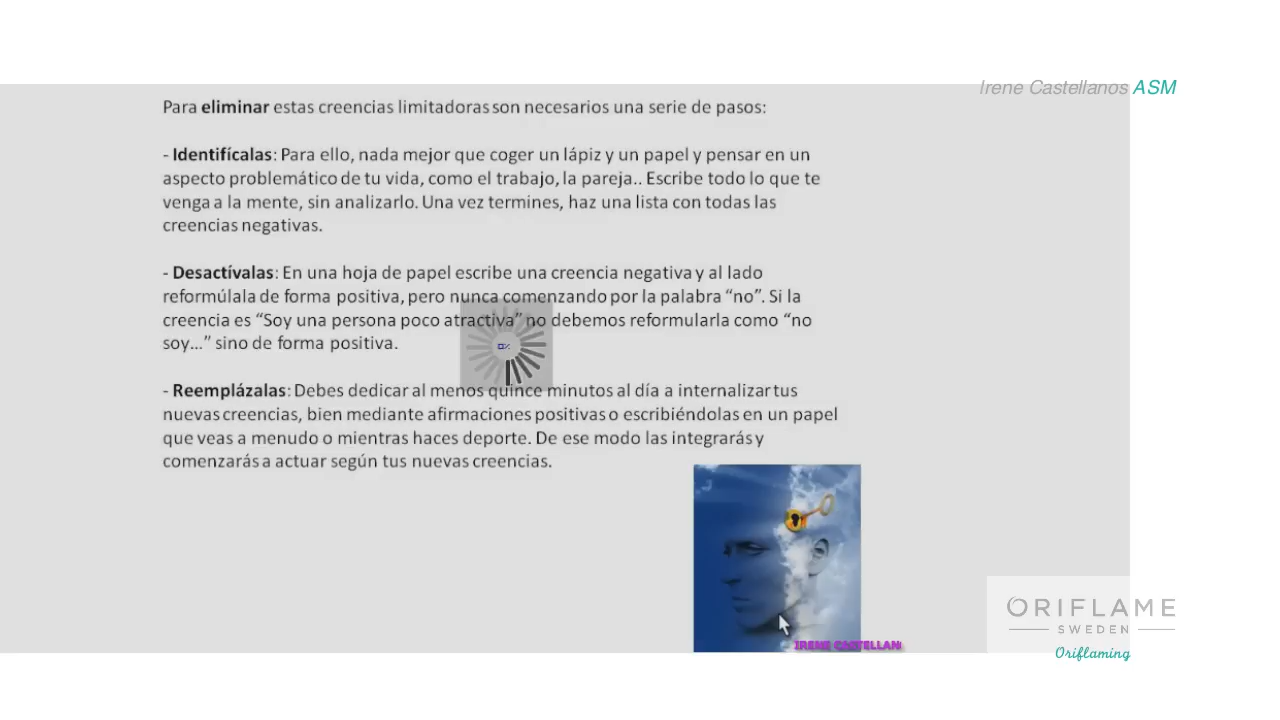 Irene Castellanos ASM
Para eliminar estas creencias limitadoras son necesarios una serie de pasos:
- Identifícalas: Para ello, nada mejor que coger un lápiz y un papel y pensar en un
aspecto problemático de tu vida, como el trabajo, la pareja.. Escribe todo lo que te
venga a la mente, sin analizarlo. Una vez termines, haz una lista con todas las
creencias negativas.
- Desactívalas: En una hoja de papel escribe una creencia negativa y al lado
reformúlala de forma positiva, pero nunca comenzando por la palabra “no”. Si la
creencia es “Soy una persona poco atractiva” no debemos reformularla como “no
soy...” sino de forma positiva.
- Reemplázalas: Debes dedicar al menos quince minutos al día a internalizar tus
nuevas creencias, bien mediante afirmaciones positivas o escribiéndolas en un papel
que veas a menudo o mientras haces deporte. De ese modo las integrarás y
comenzarás a actuar según tus nuevas creencias.
IRENE CASTELLAN
ORIFLAME
SWEDEN
Oriflaming